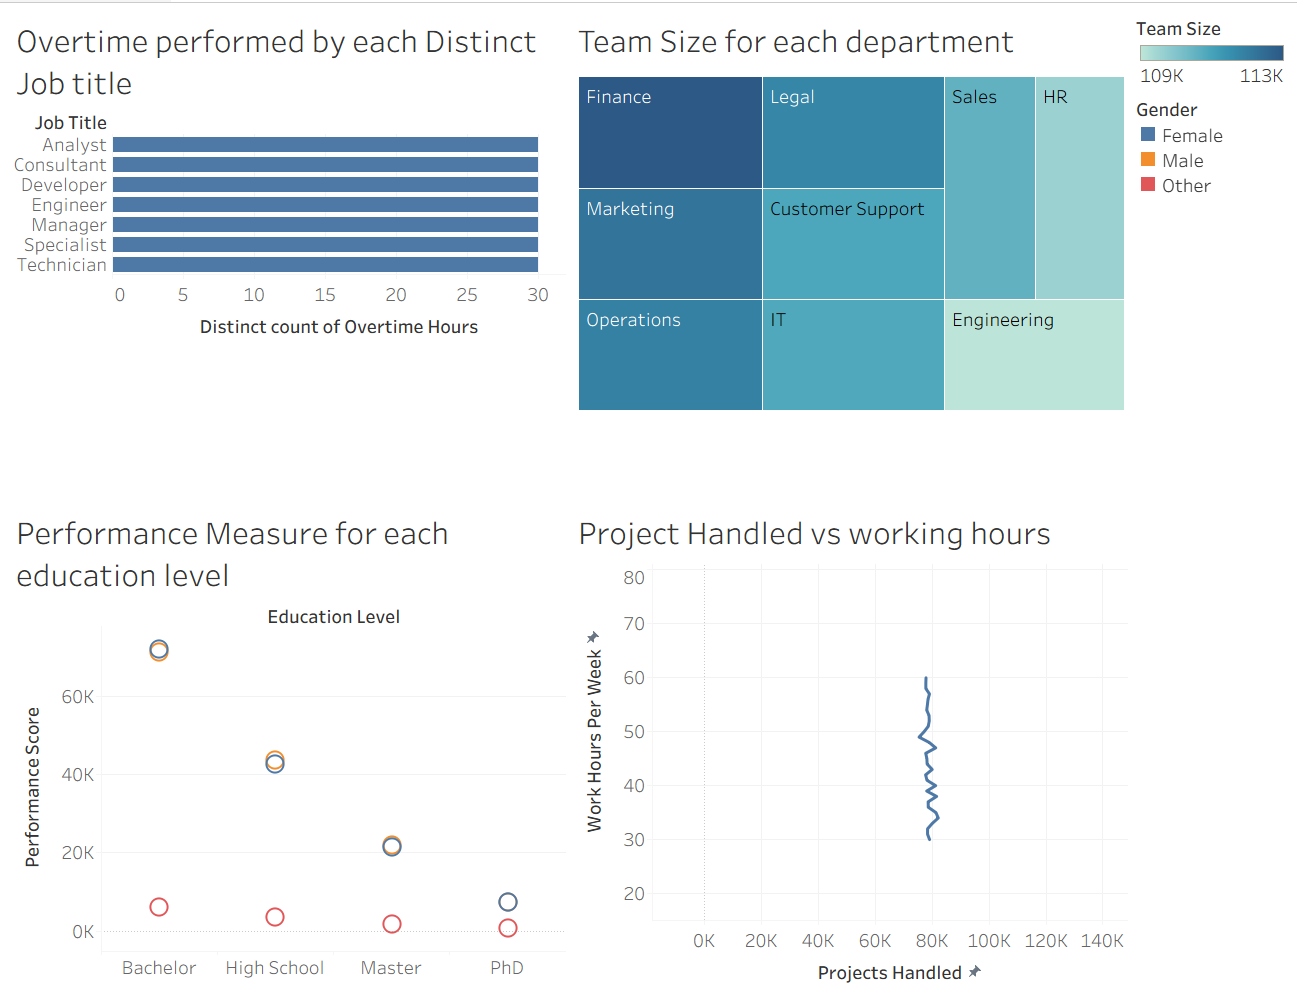 Overtime performed by each Distinct
Job title
Job Title
Analyst
Consultant
Developer
Engineer
Manager
Specialist
Technician
0 5 10 15 20 25 30
Distinct count of Overtime Hours
Team Size for each department
Finance
Legal
Sales
HR
Marketing
Customer Support
Operations
IT
Engineering
Team Size
109K 113K
Gender
Female
Male
Other
Performance Measure for each
education level
Education Level
Performance Score
60K
40K
20K
0K
Bachelor High School Master PhD
Project Handled vs working hours
Work Hours Per Week
80
70
60
50
40
30
20
0K 20K 40K 60K 80K 100K 120K 140K
Projects Handled